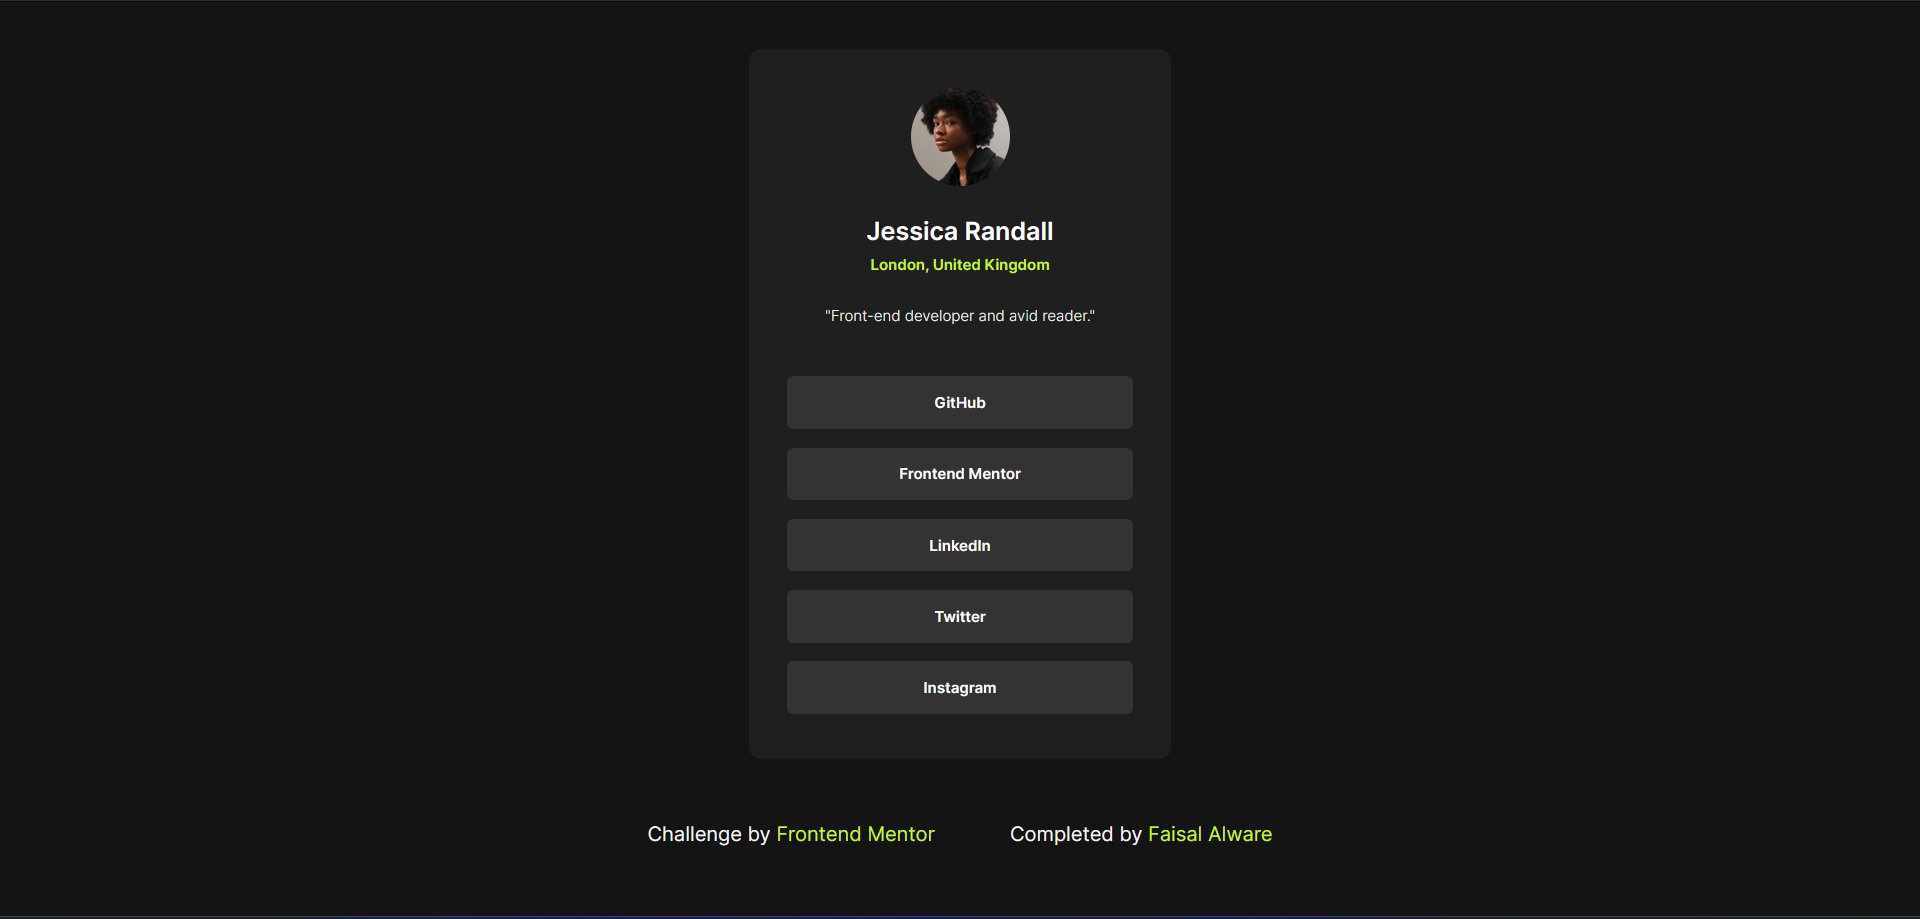 Jessica Randall
London, United Kingdom
"Front-end developer and avid reader."
GitHub
Frontend Mentor
LinkedIn
Twitter
Instagram
Challenge by Frontend Mentor
Completed by Faisal Alware